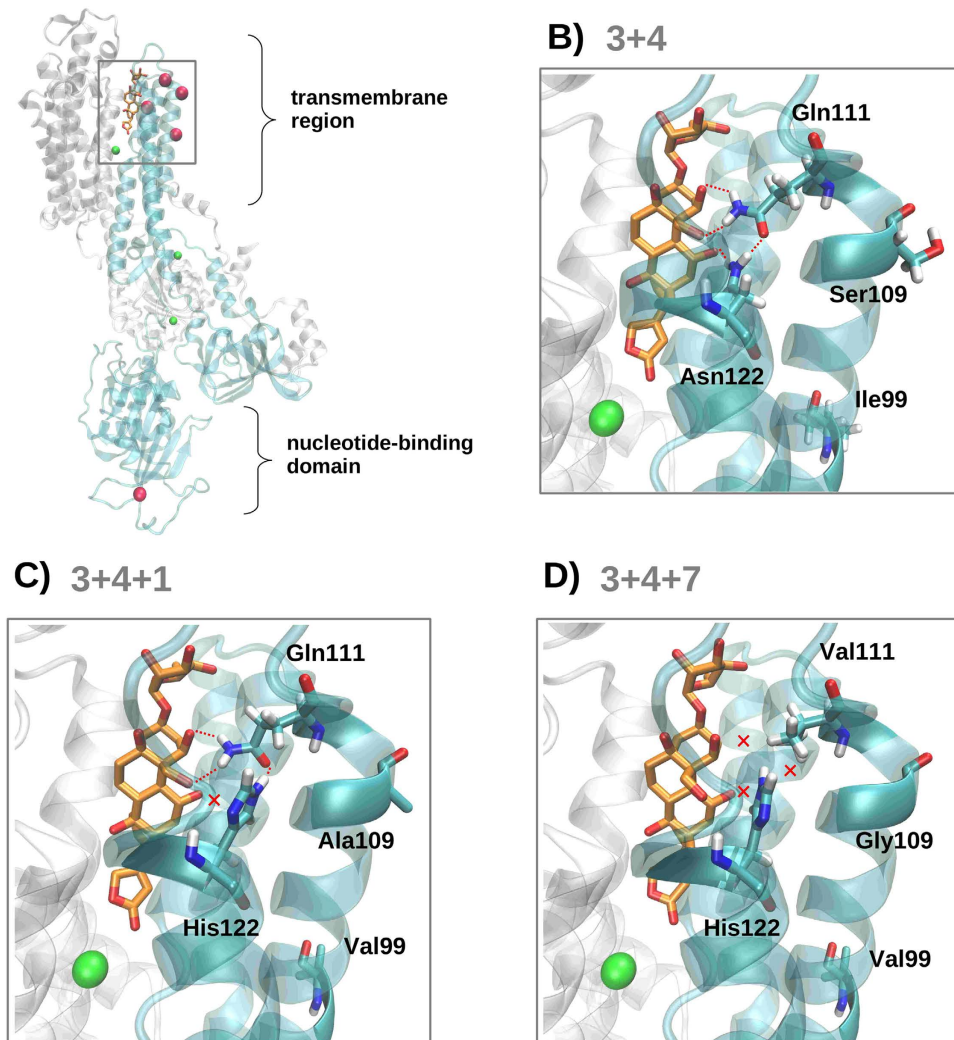 transmembrane
region
nucleotide-binding
domain
B) 3+4
Gln111
Ser109
Asn122
Ile99
C) 3+4+1
Gln111
Ala109
His122
Val99
D) 3+4+7
Val111
Gly109
His122
Val99